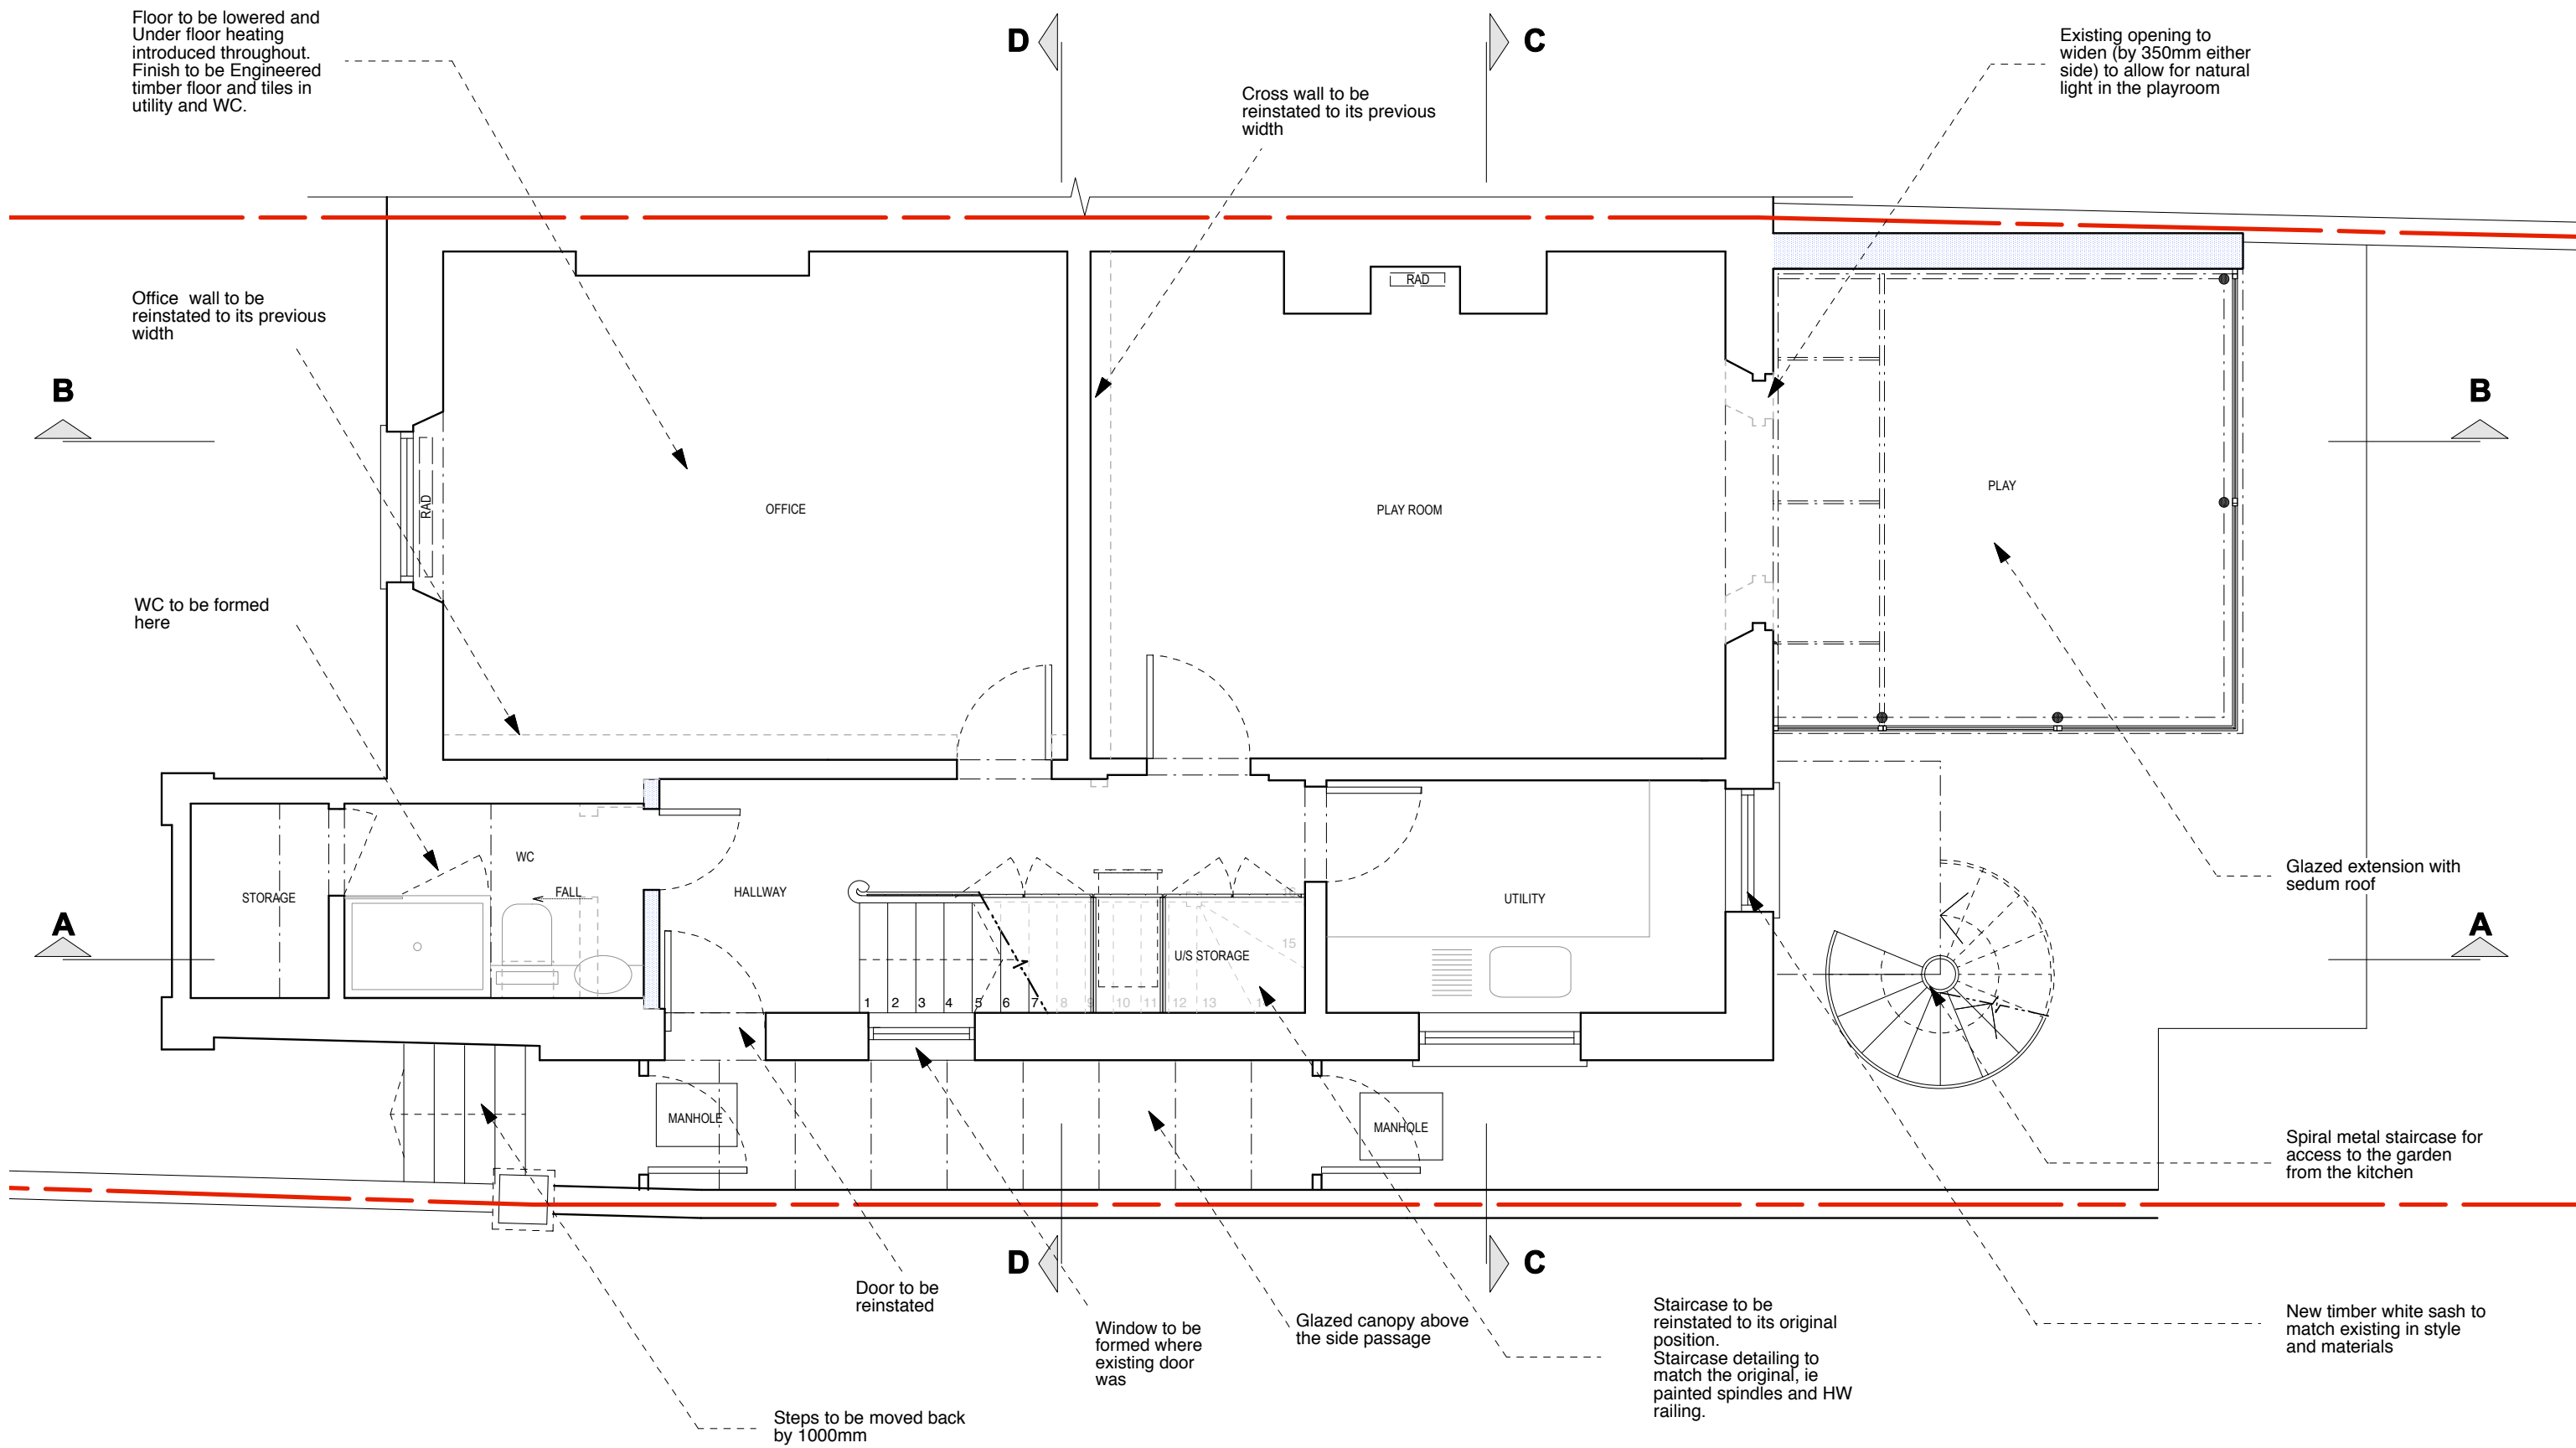 Floor to be lowered and
Under floor heating
introduced throughout.
Finish to be Engineered
timber floor and tiles in
utility and WC.
D
C
Existing opening to
widen (by 350mm either
side) to allow for natural
light in the playroom
Cross wall to be
reinstated to its previous
width
RAD
Office wall to be
reinstated to its previous
width
B
B
RAD
OFFICE
PLAY ROOM
PLAY
WC to be formed
here
WC
FALL
STORAGE
HALLWAY
UTILITY
Glazed extension with
sedum roof
A
A
U/S STORAGE
15
1 2 3 4 5 6 7 8 9 10 11 12 13
MANHOLE
MANHOLE
Spiral metal staircase for
access to the garden
from the kitchen
D
C
Door to be
reinstated
Window to be
formed where
existing door
was
Glazed canopy above
the side passage
Staircase to be
reinstated to its original
position.
Staircase detailing to
match the original, ie
painted spindles and HW
railing.
New timber white sash to
match existing in style
and materials
Steps to be moved back
by 1000mm